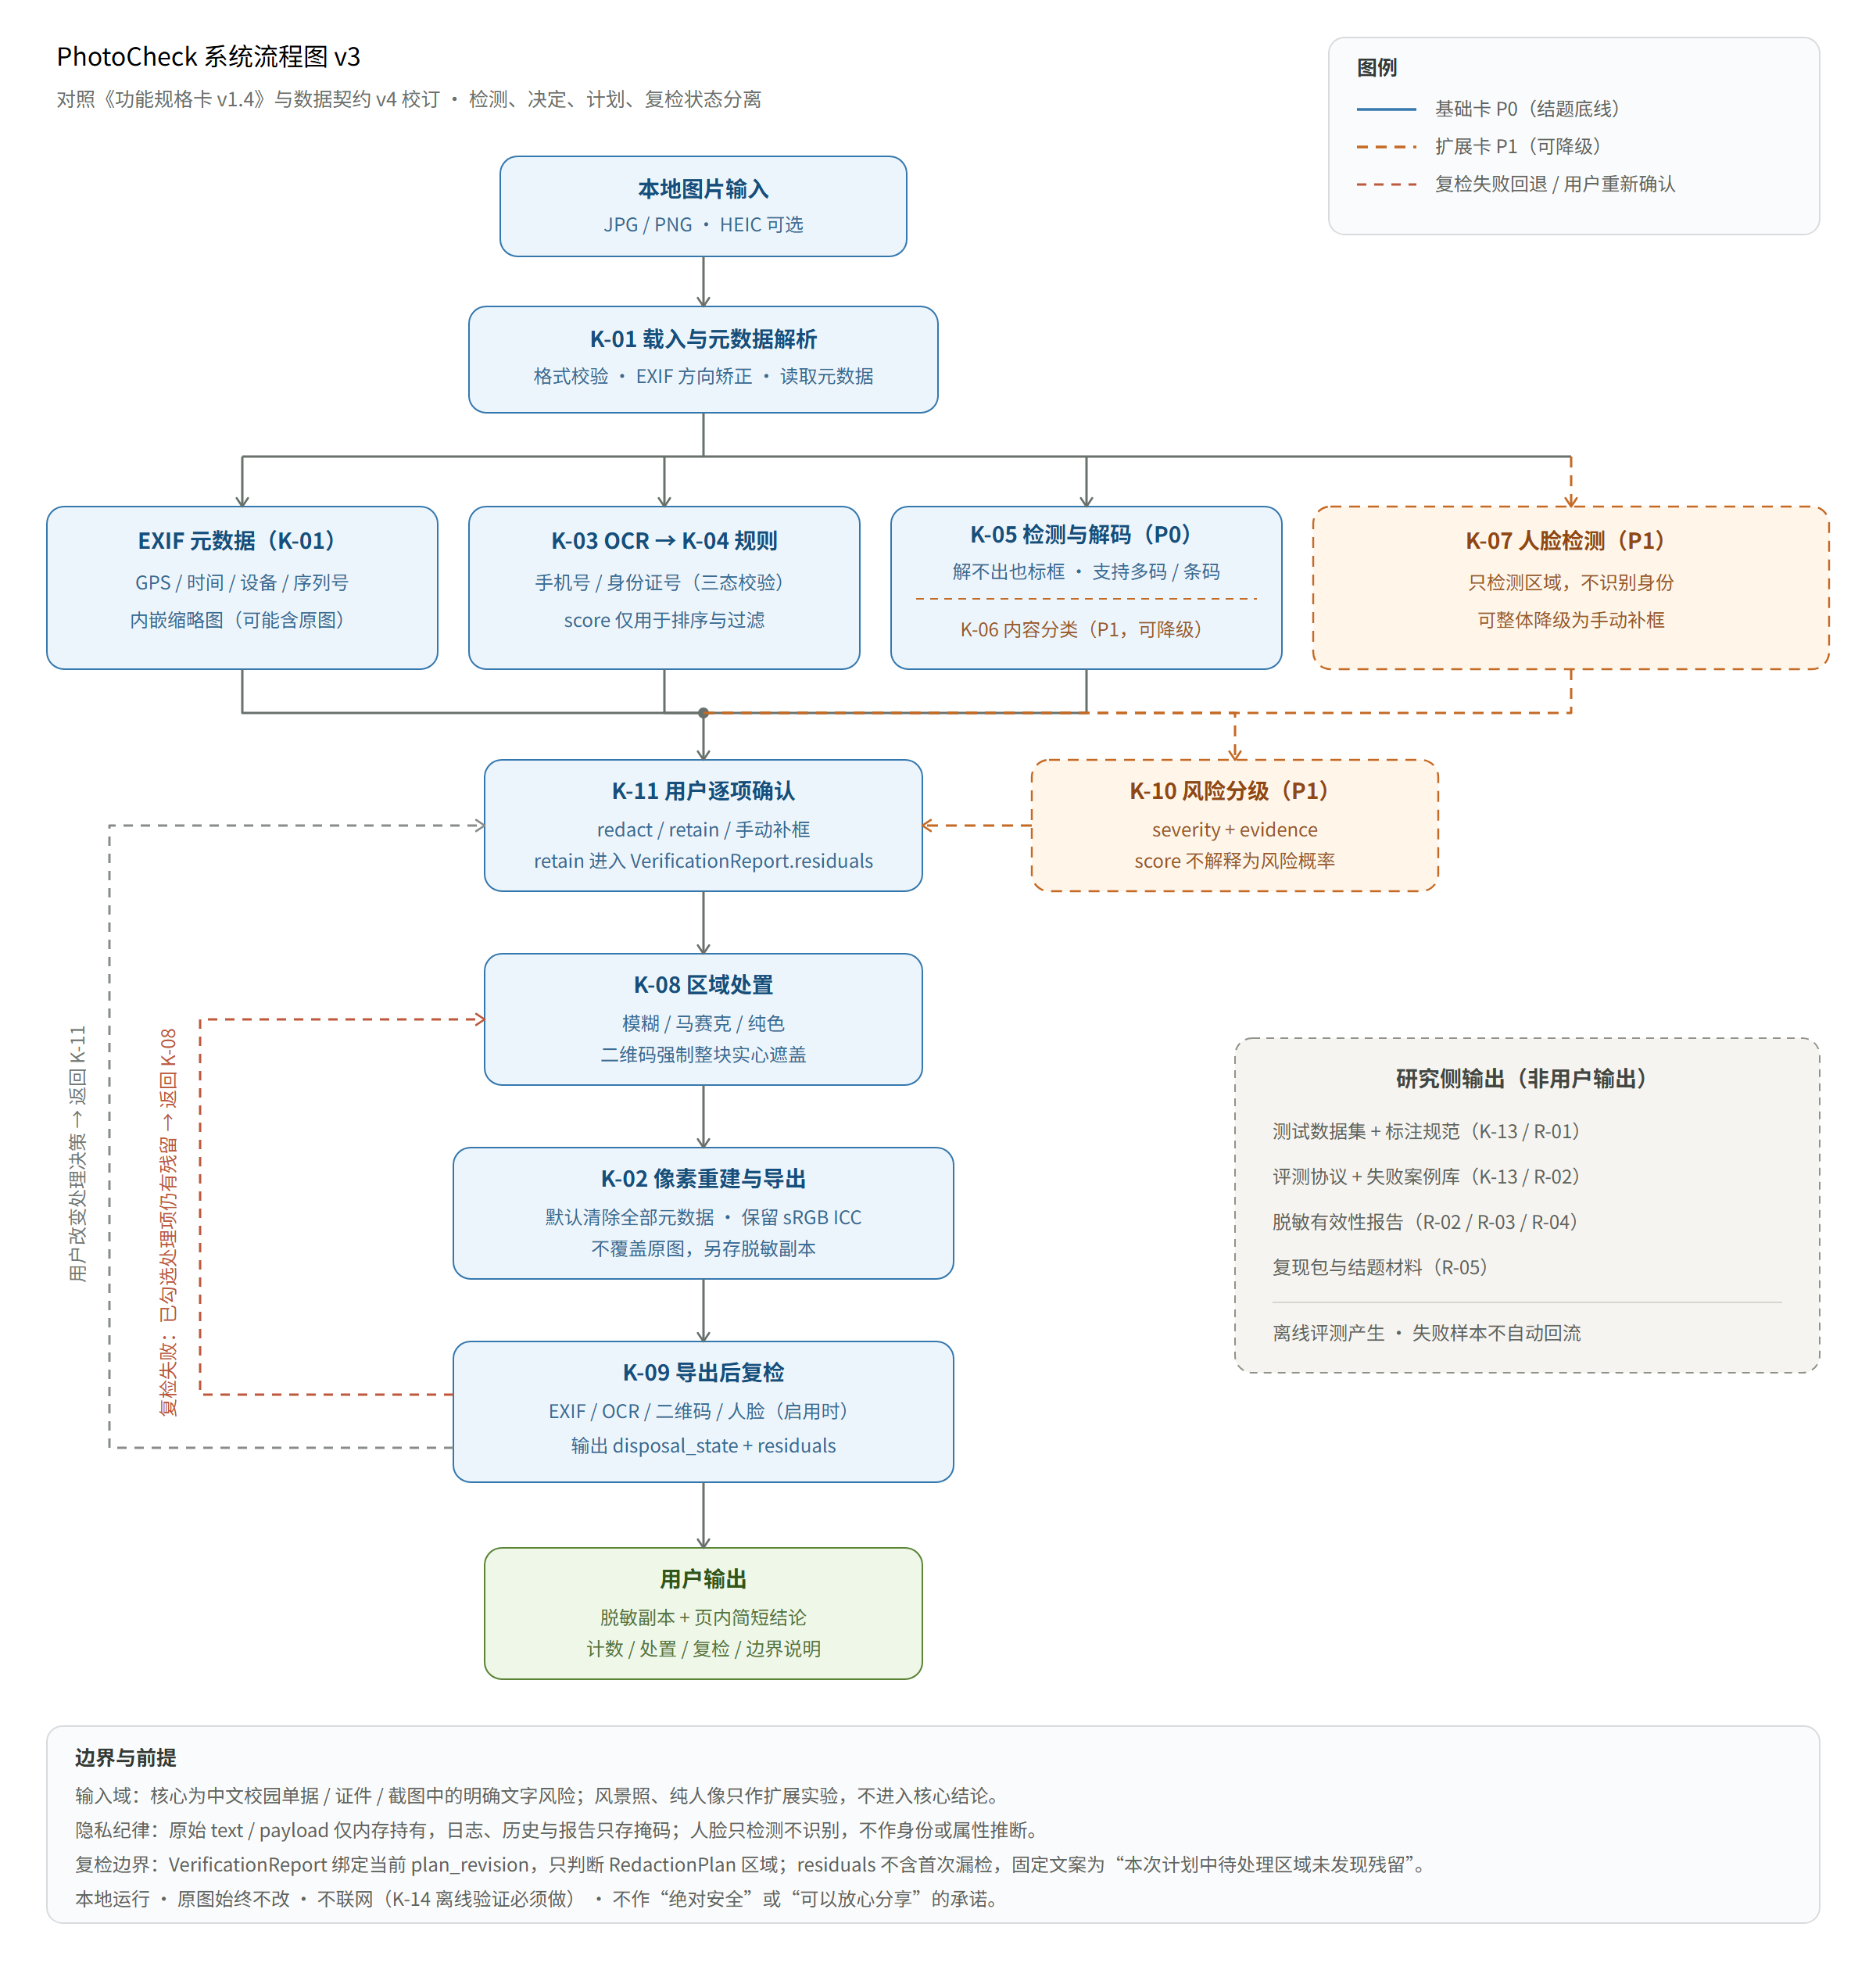 PhotoCheck 系统流程图 v3
对照《功能规格卡 v1.4》与数据契约 v4 校订 · 检测、决定、计划、复检状态分离
图例
基础卡 P0（结题底线）
扩展卡 P1（可降级）
复检失败回退 / 用户重新确认
本地图片输入
JPG / PNG · HEIC 可选
K-01 载入与元数据解析
格式校验 · EXIF 方向矫正 · 读取元数据
EXIF 元数据（K-01）
GPS / 时间 / 设备 / 序列号
内嵌缩略图（可能含原图）
K-03 OCR → K-04 规则
手机号 / 身份证号（三态校验）
score 仅用于排序与过滤
K-05 检测与解码（P0）
解不出也标框 · 支持多码 / 条码
K-06 内容分类（P1，可降级）
K-07 人脸检测（P1）
只检测区域，不识别身份
可整体降级为手动补框
K-11 用户逐项确认
redact / retain / 手动补框
retain 进入 VerificationReport.residuals
K-10 风险分级（P1）
severity + evidence
score 不解释为风险概率
K-08 区域处置
模糊 / 马赛克 / 纯色
二维码强制整块实心遮盖
用户改变处理决策 → 返回 K-11
复检失败：已勾选处理项仍有残留 → 返回 K-08
K-02 像素重建与导出
默认清除全部元数据 · 保留 sRGB ICC
不覆盖原图，另存脱敏副本
K-09 导出后复检
EXIF / OCR / 二维码 / 人脸（启用时）
输出 disposal_state + residuals
研究侧输出（非用户输出）
测试数据集 + 标注规范（K-13 / R-01）
评测协议 + 失败案例库（K-13 / R-02）
脱敏有效性报告（R-02 / R-03 / R-04）
复现包与结题材料（R-05）
离线评测产生 · 失败样本不自动回流
用户输出
脱敏副本 + 页内简短结论
计数 / 处置 / 复检 / 边界说明
边界与前提
输入域：核心为中文校园单据 / 证件 / 截图中的明确文字风险；风景照、纯人像只作扩展实验，不进入核心结论。
隐私纪律：原始 text / payload 仅内存持有，日志、历史与报告只存掩码；人脸只检测不识别，不作身份或属性推断。
复检边界：VerificationReport 绑定当前 plan_revision，只判断 RedactionPlan 区域；residuals 不含首次漏检，固定文案为“本次计划中待处理区域未发现残留”。
本地运行 · 原图始终不改 · 不联网（K-14 离线验证必须做） · 不作“绝对安全”或“可以放心分享”的承诺。